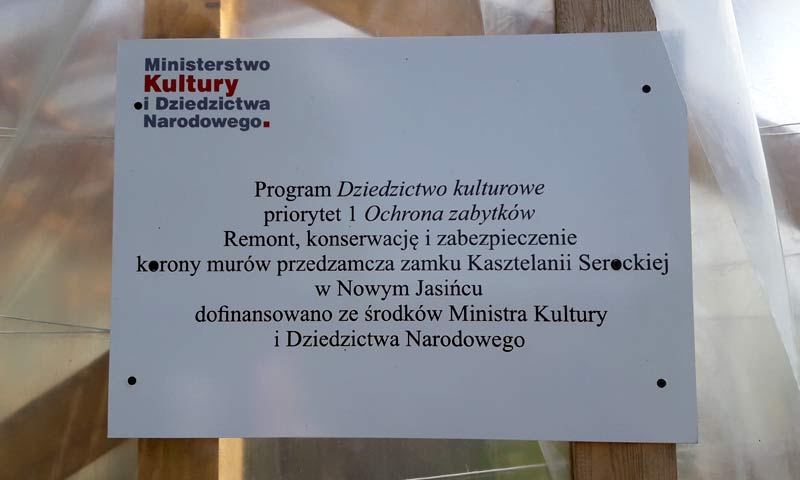 Ministerstwo
Kultury
i Dziedzictwa
Narodowego.
Program Dziedzictwo kulturowe
priorytet 1 Ochrona zabytków
Remont, konserwację i zabezpieczenie
korony murów przedzamcza zamku Kasztelanii Serockiej
w Nowym Jasińcu
dofinansowano ze środków Ministra Kultury
i Dziedzictwa Narodowego